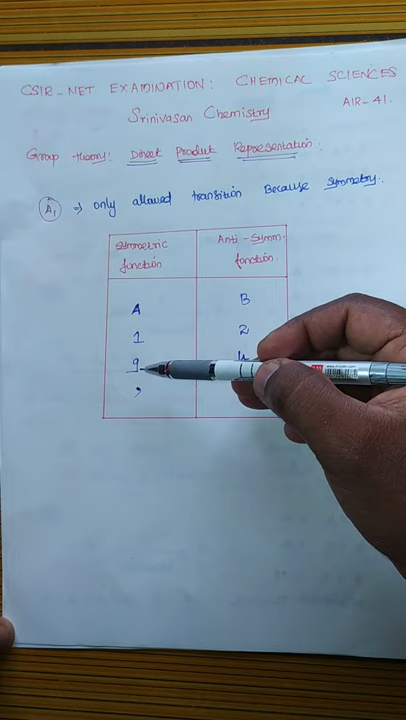 CSIR-NET EXAMINATION: CHEMICAL SCIENCES
Srinivasan Chemistry AIR-41.
Group theory: Direct Product Representation:
A1 ⇒ only allowed transition Because symmetry.
Symmetric function
Anti-Symm. function.
A B
1 2
g u
'